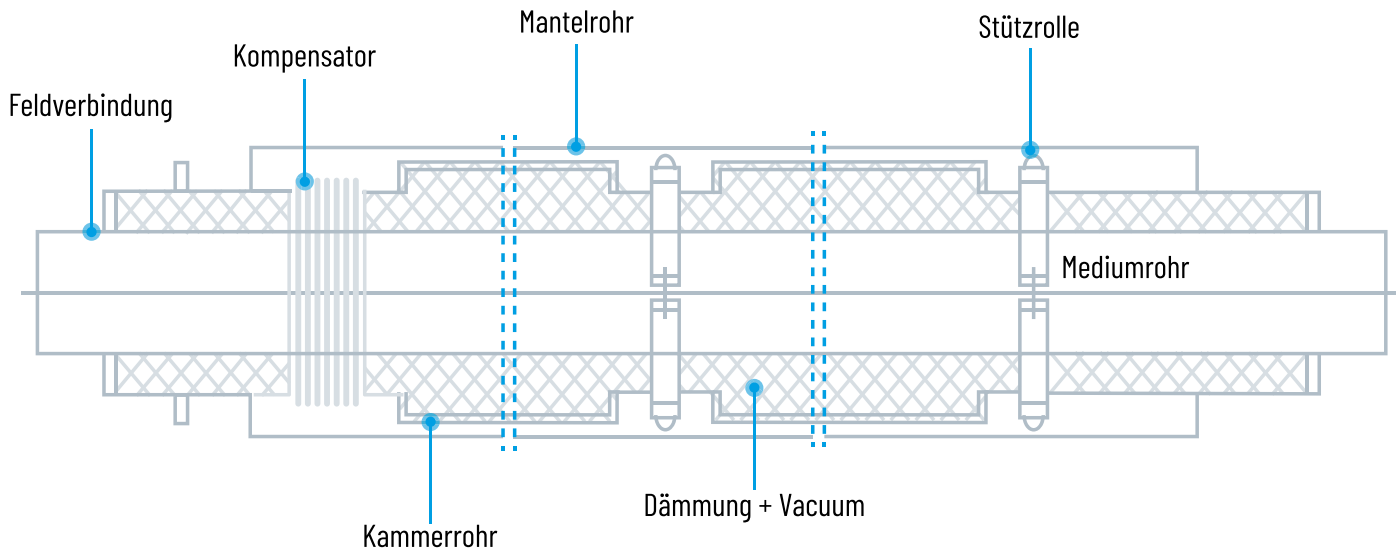 Mantelrohr
Stützrolle
Kompensator
Feldverbindung
Mediumrohr
Dämmung + Vacuum
Kammerrohr